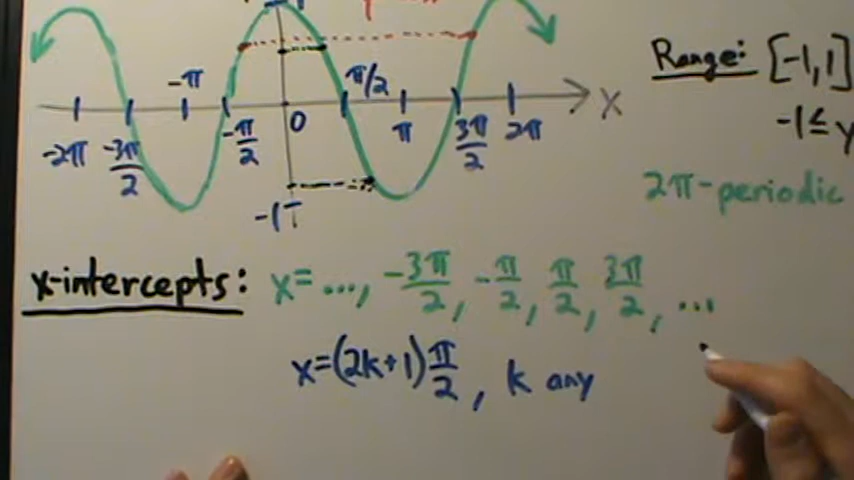 Range: [-1,1]
-1≤y
-π
π/2
x
-2π -3π/2 -π/2 0 π 3π/2 2π
-1
2π-periodic
x-intercepts: x= ..., -3π/2, -π/2, π/2, 3π/2, ...
x=(2k+1)π/2, k any